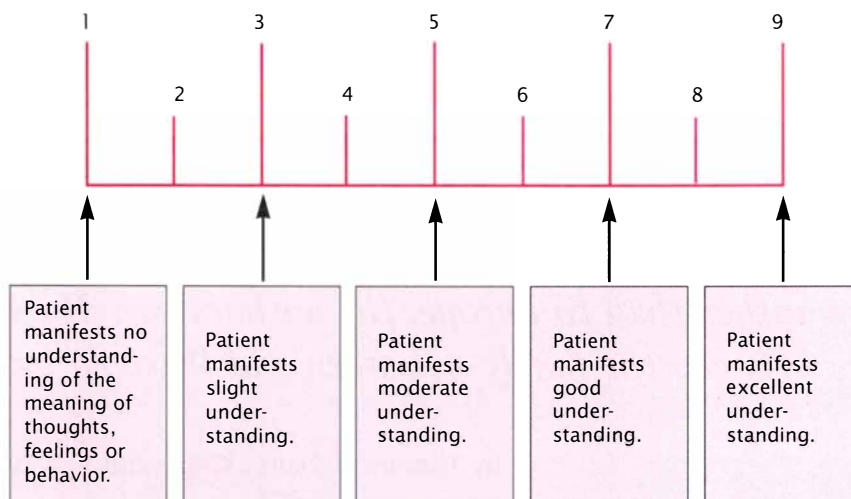 1 3 5 7 9
2 4 6 8
Patient
manifests no
understand-
ing of the
meaning of
thoughts,
feelings or
behavior.
Patient
manifests
slight
under-
standing.
Patient
manifests
moderate
under-
standing.
Patient
manifests
good
under-
standing.
Patient
manifests
excellent
under-
standing.